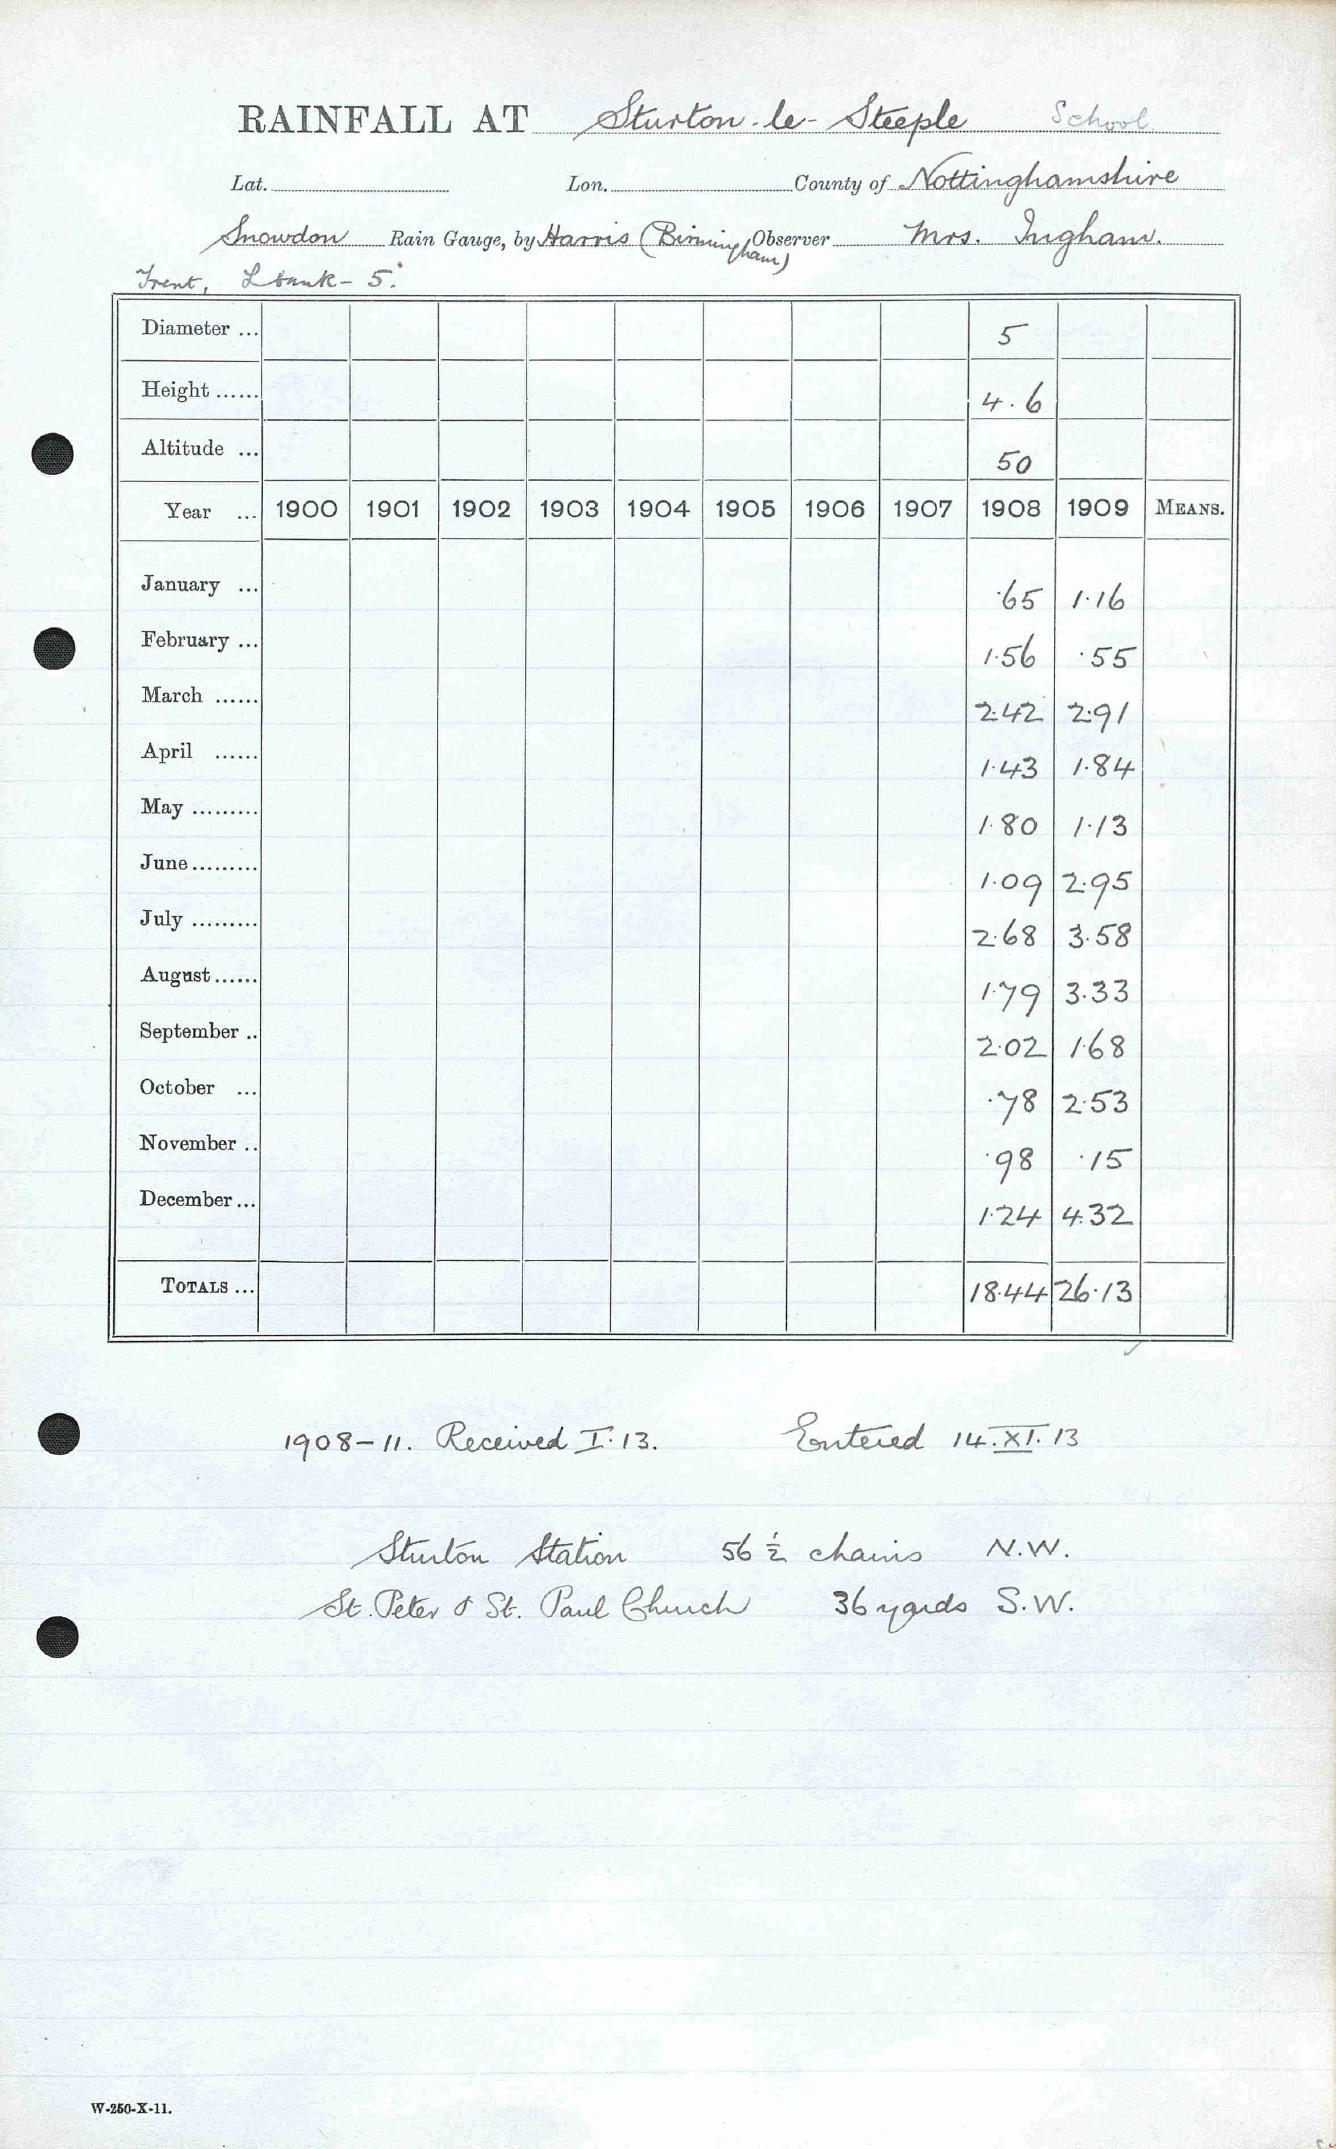 RAINFALL AT Sturton-le-Steeple School
Lat. Lon. County of Nottinghamshire
Snowdon Rain Gauge, by Harris (Birmingham) Observer Mrs. Ingham.
Trent, L bank - 5.
Diameter ... 5
Height ...... 4.6
Altitude ... 50
Year ... 1900 1901 1902 1903 1904 1905 1906 1907 1908 1909 MEANS.
January ... ·65 1·16
February ... 1·56 ·55
March ...... 2·42 2·91
April ...... 1·43 1·84
May ......... 1·80 1·13
June ......... 1·09 2·95
July ......... 2·68 3·58
August ...... 1·79 3·33
September .. 2·02 1·68
October ... ·78 2·53
November .. ·98 ·15
December ... 1·24 4·32
TOTALS ... 18·44 26·13
1908-11. Received I·13. Entered 14.XI.13
Sturton Station 56 ½ chains N.W.
St. Peter & St. Paul Church 36 yards S.W.
W-250-X-11.